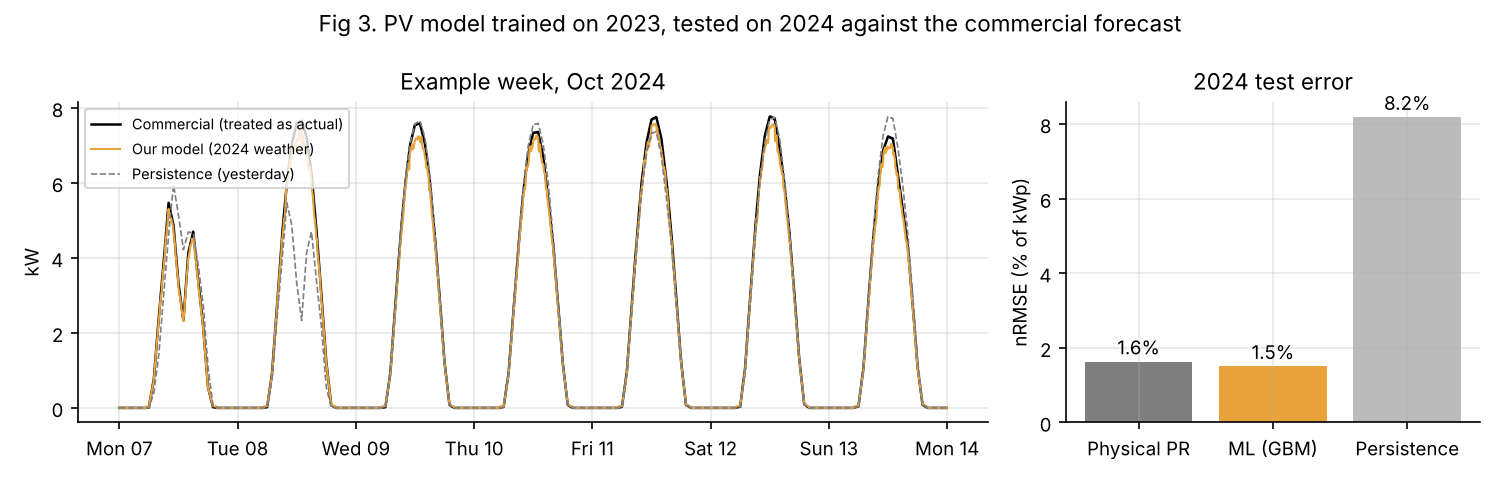 Fig 3. PV model trained on 2023, tested on 2024 against the commercial forecast
Example week, Oct 2024
kW
8
6
4
2
0
Commercial (treated as actual)
Our model (2024 weather)
Persistence (yesterday)
Mon 07
Tue 08
Wed 09
Thu 10
Fri 11
Sat 12
Sun 13
Mon 14
2024 test error
nRMSE (% of kWp)
8
6
4
2
0
1.6%
1.5%
8.2%
Physical PR
ML (GBM)
Persistence